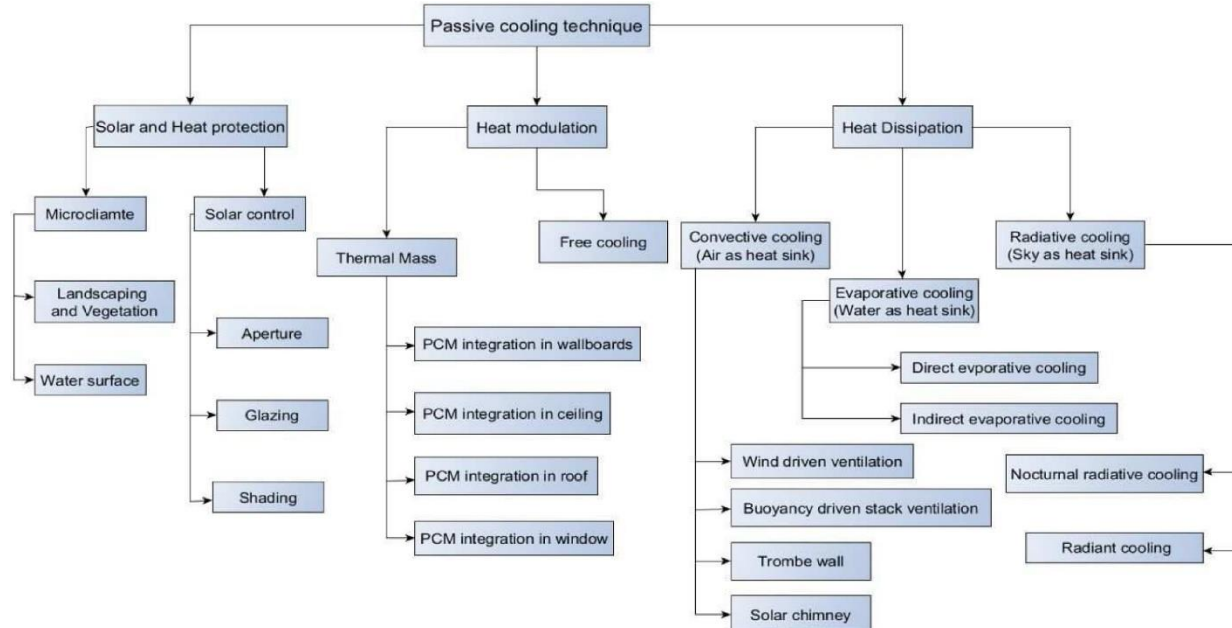 Passive cooling technique
Solar and Heat protection
Heat modulation
Heat Dissipation
Microcliamte
Solar control
Free cooling
Convective cooling
(Air as heat sink)
Radiative cooling
(Sky as heat sink)
Thermal Mass
Landscaping
and Vegetation
Evaporative cooling
(Water as heat sink)
Aperture
PCM integration in wallboards
Direct evporative cooling
Water surface
Glazing
PCM integration in ceiling
Indirect evaporative cooling
Wind driven ventilation
PCM integration in roof
Nocturnal radiative cooling
Shading
Buoyancy driven stack ventilation
PCM integration in window
Radiant cooling
Trombe wall
Solar chimney